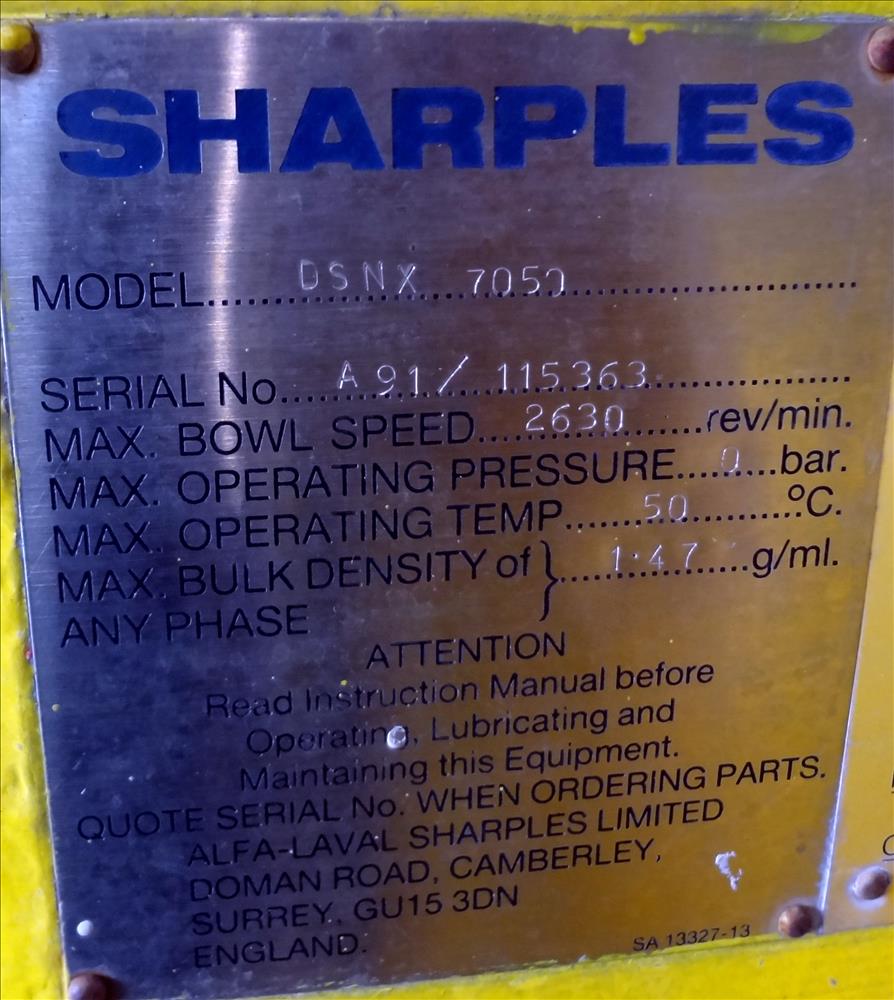 SHARPLES
MODEL.......DSNX 7050.......
SERIAL No.......A91/115363.......
MAX. BOWL SPEED.......2630.......rev/min.
MAX. OPERATING PRESSURE....0....bar.
MAX. OPERATING TEMP.......50.......°C.
MAX. BULK DENSITY of }.......1·47.......g/ml.
ANY PHASE
ATTENTION
Read Instruction Manual before
Operating, Lubricating and
Maintaining this Equipment.
QUOTE SERIAL No. WHEN ORDERING PARTS.
ALFA-LAVAL SHARPLES LIMITED
DOMAN ROAD, CAMBERLEY,
SURREY, GU15 3DN
ENGLAND.
SA 13327-13